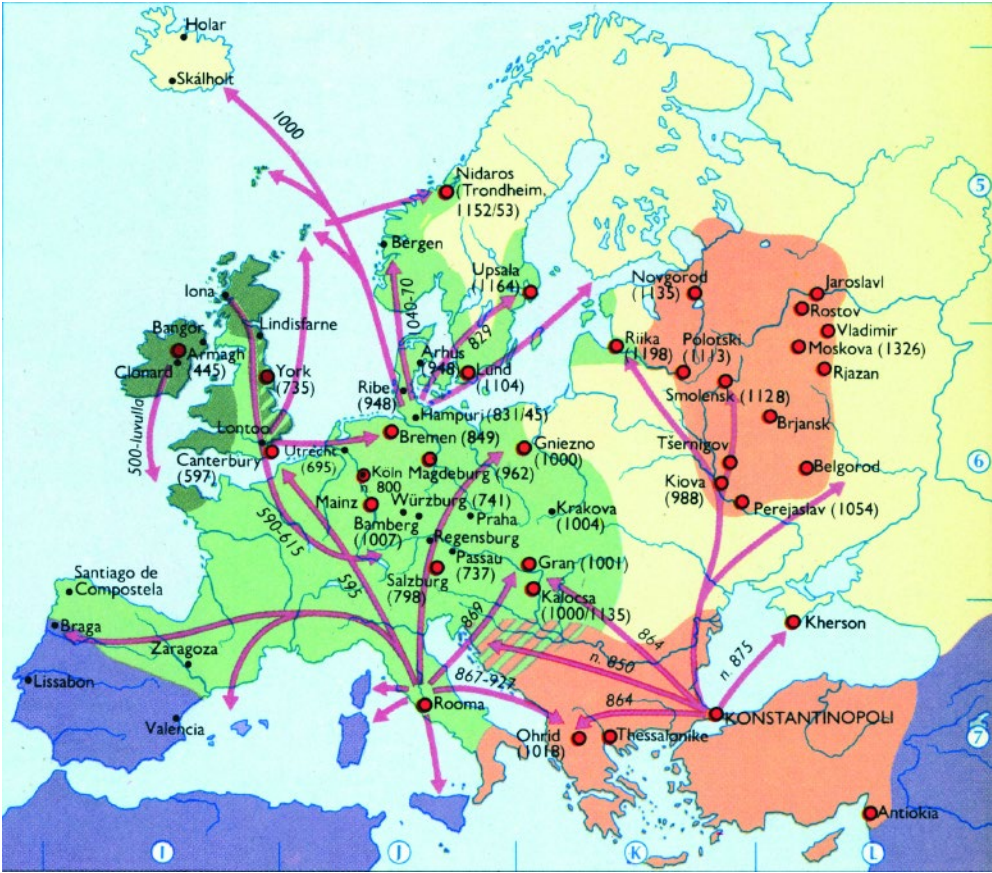 Holar
Skálholt
1000
Nidaros
(Trondheim,
1152/53)
5
Bergen
Upsala
(1164)
Novgorod
(1135)
Jaroslavl
Rostov
Iona
Lindisfarne
1040-70
829
Vladimir
Bangor
Riika
(1198)
Polotski
(1113)
Moskova (1326)
Armagh
(445)
Clonard
York
(735)
Arhus
(948)
Lund
(1104)
Rjazan
Smolensk (1128)
Ribe
(948)
Hampuri (831/45)
Brjansk
500-luvulla
Lontoo
Bremen (849)
Gniezno
(1000)
Tšernigov
Canterbury
(597)
Utrecht
(695)
Köln
n. 800
Magdeburg (962)
Belgorod
6
Kiova
(988)
Mainz
Würzburg (741)
Perejaslav (1054)
Bamberg
(1007)
Praha
Krakova
(1004)
590-615
Regensburg
Passau
(737)
Gran (1001)
Santiago de
Compostela
595
Salzburg
(798)
Kalocsa
(1000/1135)
869
Braga
864
Kherson
Zaragoza
n. 850
n. 875
Lissabon
867-927
Rooma
864
KONSTANTINOPOLI
Valencia
Ohrid
(1018)
Thessalonike
7
Antiokia
I
J
K
L